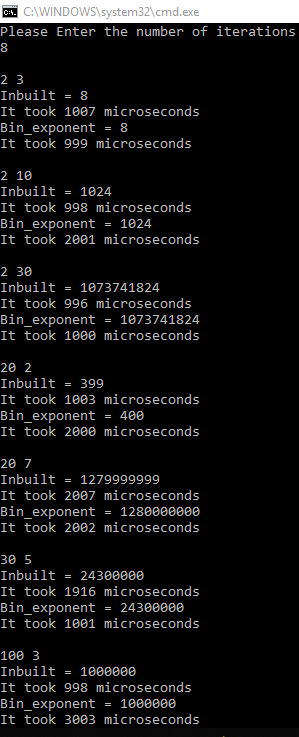 C:\WINDOWS\system32\cmd.exe
Please Enter the number of iterations
8
2 3
Inbuilt = 8
It took 1007 microseconds
Bin_exponent = 8
It took 999 microseconds
2 10
Inbuilt = 1024
It took 998 microseconds
Bin_exponent = 1024
It took 2001 microseconds
2 30
Inbuilt = 1073741824
It took 996 microseconds
Bin_exponent = 1073741824
It took 1000 microseconds
20 2
Inbuilt = 399
It took 1003 microseconds
Bin_exponent = 400
It took 2000 microseconds
20 7
Inbuilt = 1279999999
It took 2007 microseconds
Bin_exponent = 1280000000
It took 2002 microseconds
30 5
Inbuilt = 24300000
It took 1916 microseconds
Bin_exponent = 24300000
It took 1001 microseconds
100 3
Inbuilt = 1000000
It took 998 microseconds
Bin_exponent = 1000000
It took 3003 microseconds